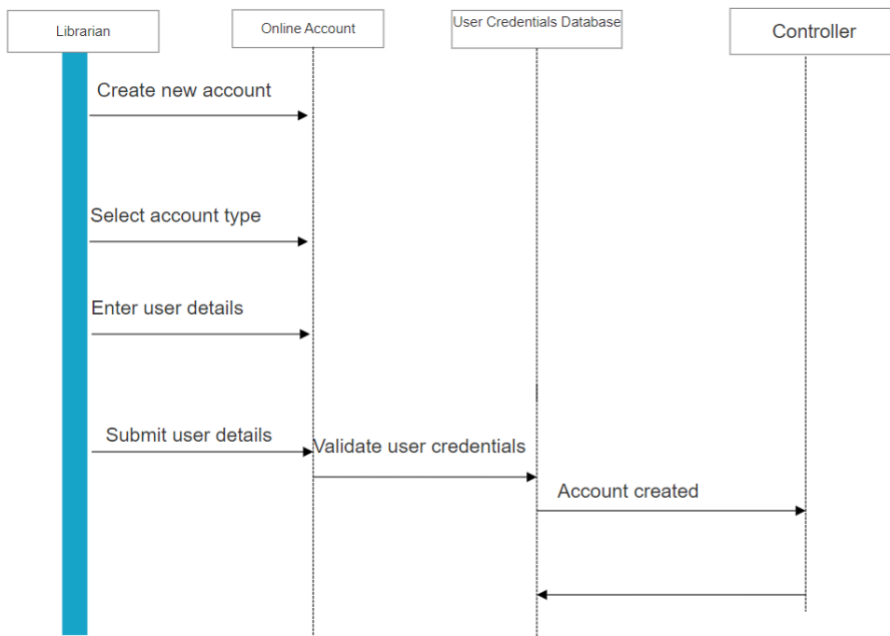 Librarian
Online Account
User Credentials Database
Controller
Create new account
Select account type
Enter user details
Submit user details
Validate user credentials
Account created